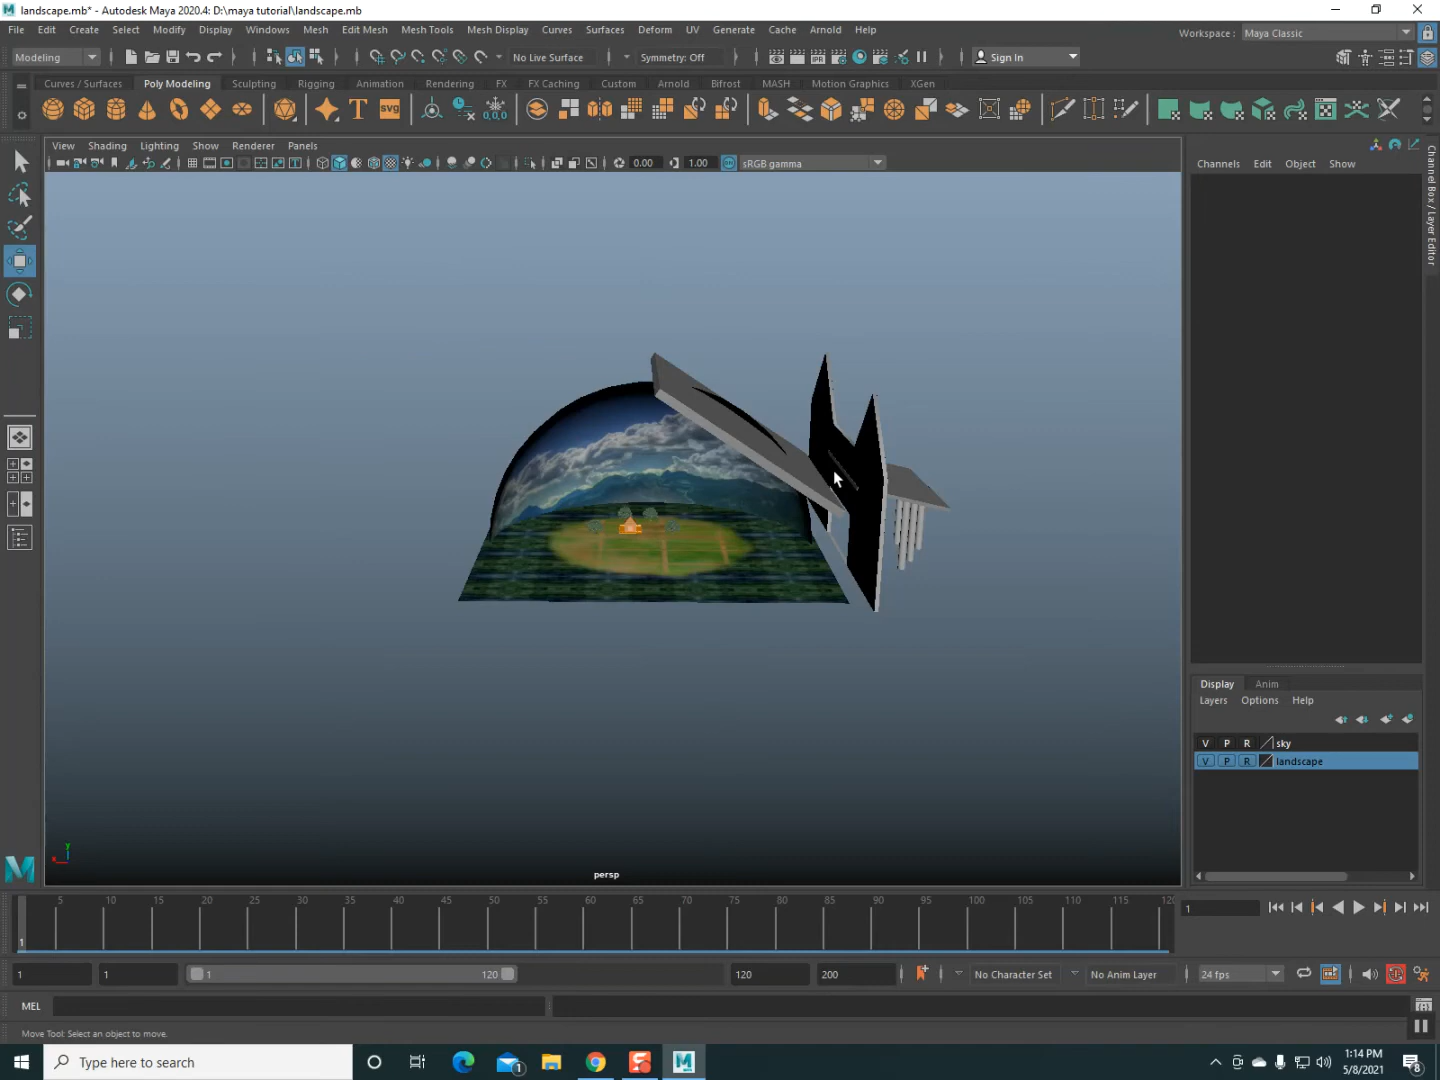 landscape.mb* - Autodesk Maya 2020.4: D:\maya tutorial\landscape.mb
File Edit Create Select Modify Display Windows Mesh Edit Mesh Mesh Tools Mesh Display Curves Surfaces Deform UV Generate Cache Arnold Help
Workspace : Maya Classic
Modeling No Live Surface Symmetry: Off Sign In
Curves / Surfaces Poly Modeling Sculpting Rigging Animation Rendering FX FX Caching Custom Arnold Bifrost MASH Motion Graphics XGen
T SVG 0,0,0
View Shading Lighting Show Renderer Panels
0.00 1.00 sRGB gamma
Channels Edit Object Show
Channel Box / Layer Editor
persp
y
x
Display Anim
Layers Options Help
V P R sky
V P R landscape
5 10 15 20 25 30 35 40 45 50 55 60 65 70 75 80 85 90 95 100 105 110 115 120
1
1
1 1 1 120 120 200 No Character Set No Anim Layer 24 fps
MEL
Move Tool: Select an object to move.
Type here to search
1
1:14 PM
5/8/2021
8